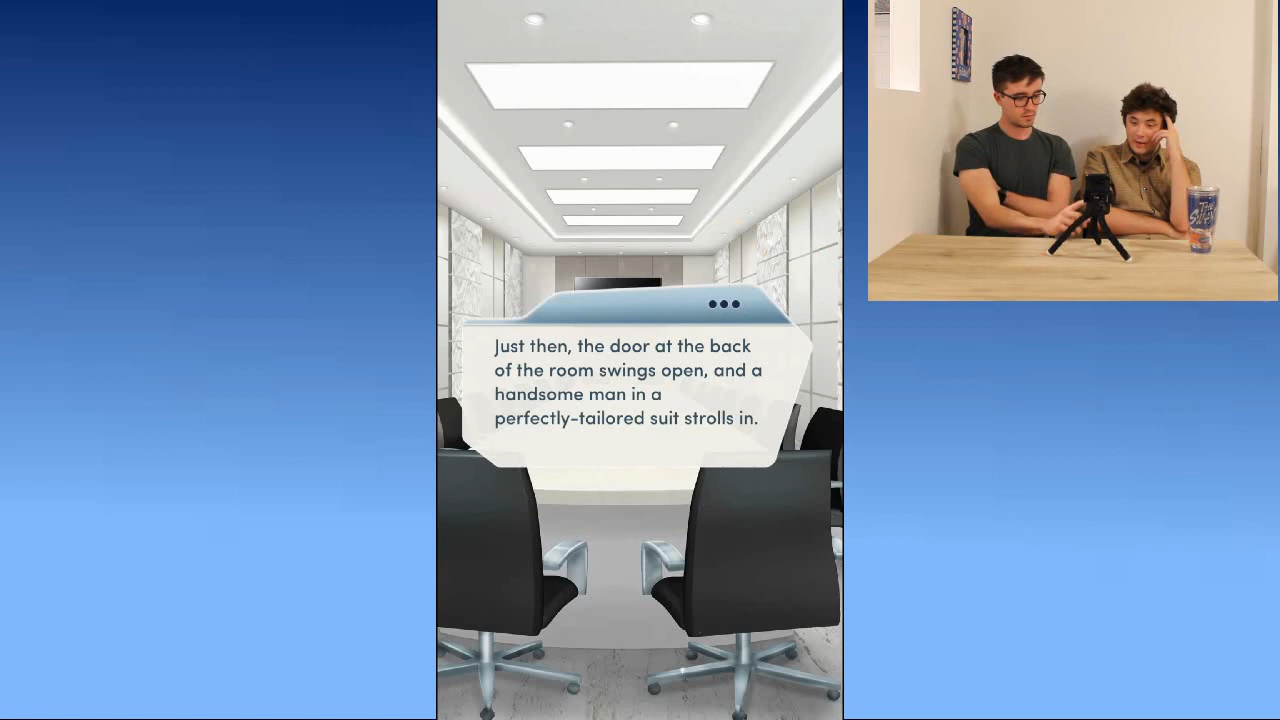 Just then, the door at the back
of the room swings open, and a
handsome man in a
perfectly-tailored suit strolls in.